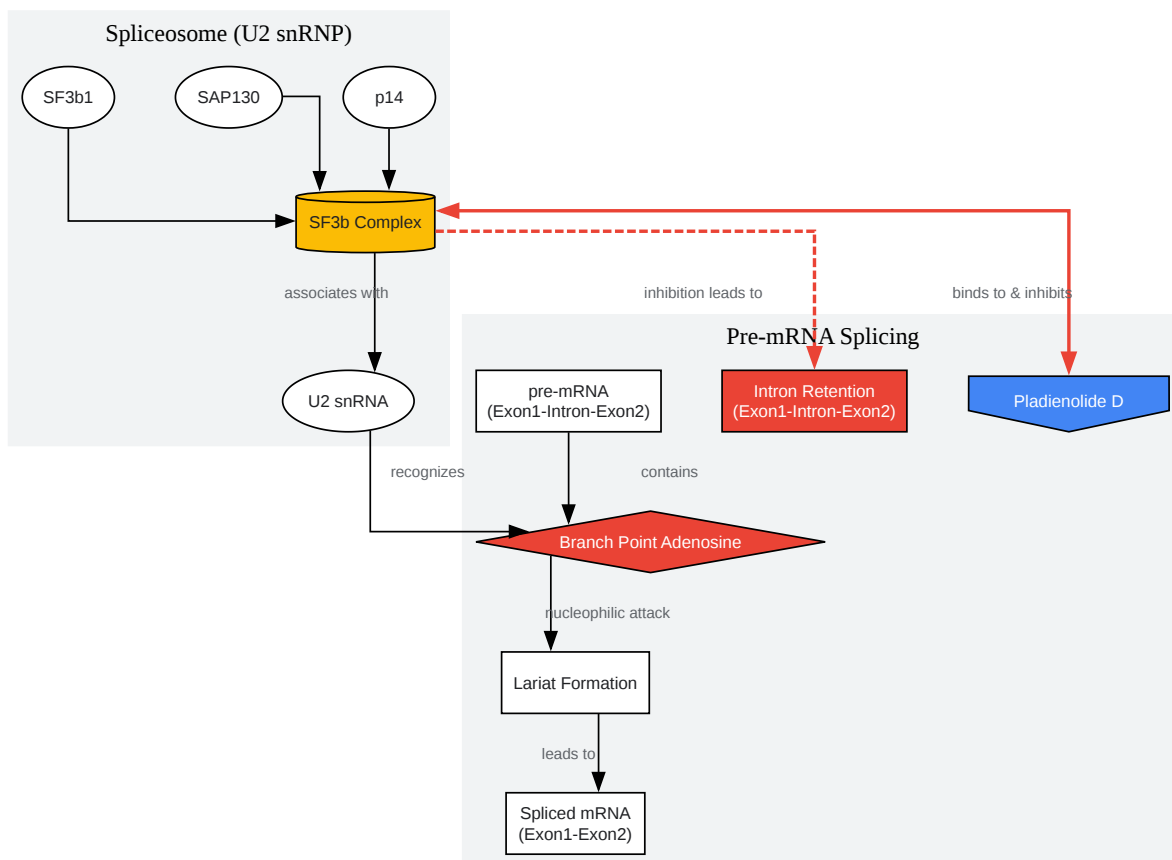 Spliceosome (U2 snRNP)
SF3b1
SAP130
p14
SF3b Complex
associates with
inhibition leads to
binds to & inhibits
Pre-mRNA Splicing
U2 snRNA
pre-mRNA
(Exon1-Intron-Exon2)
Intron Retention
(Exon1-Intron-Exon2)
Pladienolide D
recognizes
contains
Branch Point Adenosine
nucleophilic attack
Lariat Formation
leads to
Spliced mRNA
(Exon1-Exon2)